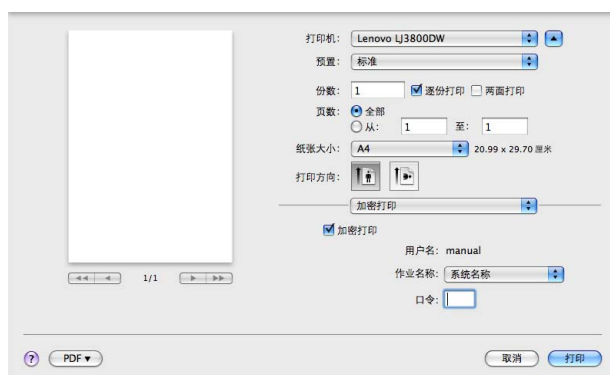 打印机: Lenovo LJ3800DW
预置: 标准
份数: 1 逐份打印 两面打印
页数: 全部
从: 1 至: 1
纸张大小: A4 20.99 x 29.70 厘米
打印方向:
加密打印
加密打印
用户名: manual
作业名称: 系统名称
口令:
1/1
? PDF▼ 取消 打印